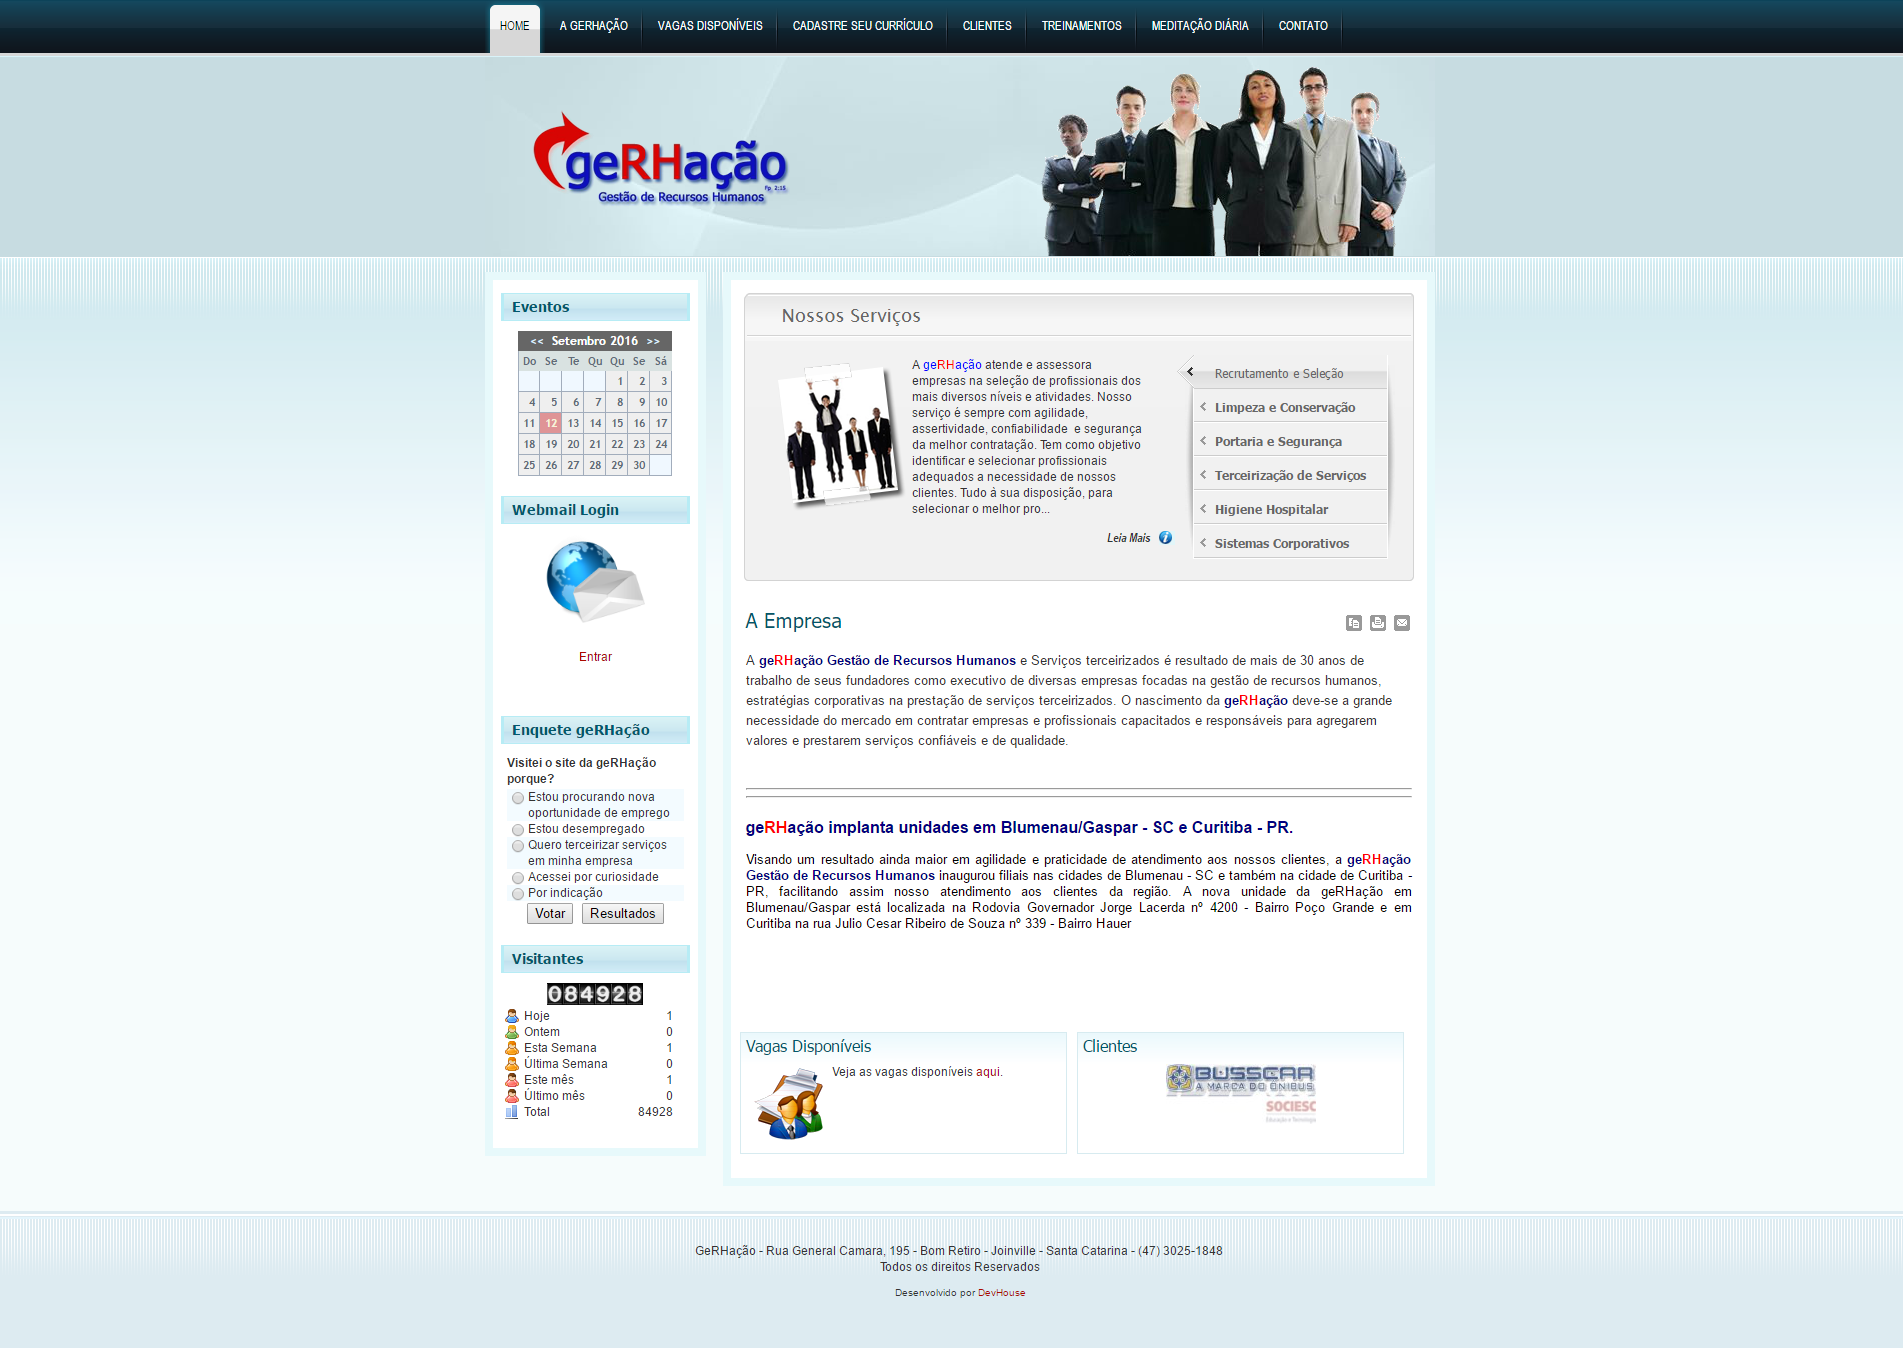 HOME A GERHAÇÃO VAGAS DISPONÍVEIS CADASTRE SEU CURRÍCULO CLIENTES TREINAMENTOS MEDITAÇÃO DIÁRIA CONTATO
geRHação
Fp. 2:15
Gestão de Recursos Humanos
Eventos
<< Setembro 2016 >>
Do Se Te Qu Qu Se Sá
1 2 3
4 5 6 7 8 9 10
11 12 13 14 15 16 17
18 19 20 21 22 23 24
25 26 27 28 29 30
Webmail Login
Entrar
Enquete geRHação
Visitei o site da geRHação
porque?
Estou procurando nova
oportunidade de emprego
Estou desempregado
Quero terceirizar serviços
em minha empresa
Acessei por curiosidade
Por indicação
Votar Resultados
Visitantes
084928
Hoje 1
Ontem 0
Esta Semana 1
Última Semana 0
Este mês 1
Último mês 0
Total 84928
Nossos Serviços
A geRHação atende e assessora
empresas na seleção de profissionais dos
mais diversos níveis e atividades. Nosso
serviço é sempre com agilidade,
assertividade, confiabilidade e segurança
da melhor contratação. Tem como objetivo
identificar e selecionar profissionais
adequados a necessidade de nossos
clientes. Tudo à sua disposição, para
selecionar o melhor pro...
Leia Mais
Recrutamento e Seleção
Limpeza e Conservação
Portaria e Segurança
Terceirização de Serviços
Higiene Hospitalar
Sistemas Corporativos
A Empresa
A geRHação Gestão de Recursos Humanos e Serviços terceirizados é resultado de mais de 30 anos de
trabalho de seus fundadores como executivo de diversas empresas focadas na gestão de recursos humanos,
estratégias corporativas na prestação de serviços terceirizados. O nascimento da geRHação deve-se a grande
necessidade do mercado em contratar empresas e profissionais capacitados e responsáveis para agregarem
valores e prestarem serviços confiáveis e de qualidade.
geRHação implanta unidades em Blumenau/Gaspar - SC e Curitiba - PR.
Visando um resultado ainda maior em agilidade e praticidade de atendimento aos nossos clientes, a geRHação
Gestão de Recursos Humanos inaugurou filiais nas cidades de Blumenau - SC e também na cidade de Curitiba -
PR, facilitando assim nosso atendimento aos clientes da região. A nova unidade da geRHação em
Blumenau/Gaspar está localizada na Rodovia Governador Jorge Lacerda nº 4200 - Bairro Poço Grande e em
Curitiba na rua Julio Cesar Ribeiro de Souza nº 339 - Bairro Hauer
Vagas Disponíveis
Veja as vagas disponíveis aqui.
Clientes
BUSSCAR
A MARCA DO ÔNIBUS
SOCIESC
Educação e Tecnologia
GeRHação - Rua General Camara, 195 - Bom Retiro - Joinville - Santa Catarina - (47) 3025-1848
Todos os direitos Reservados
Desenvolvido por DevHouse